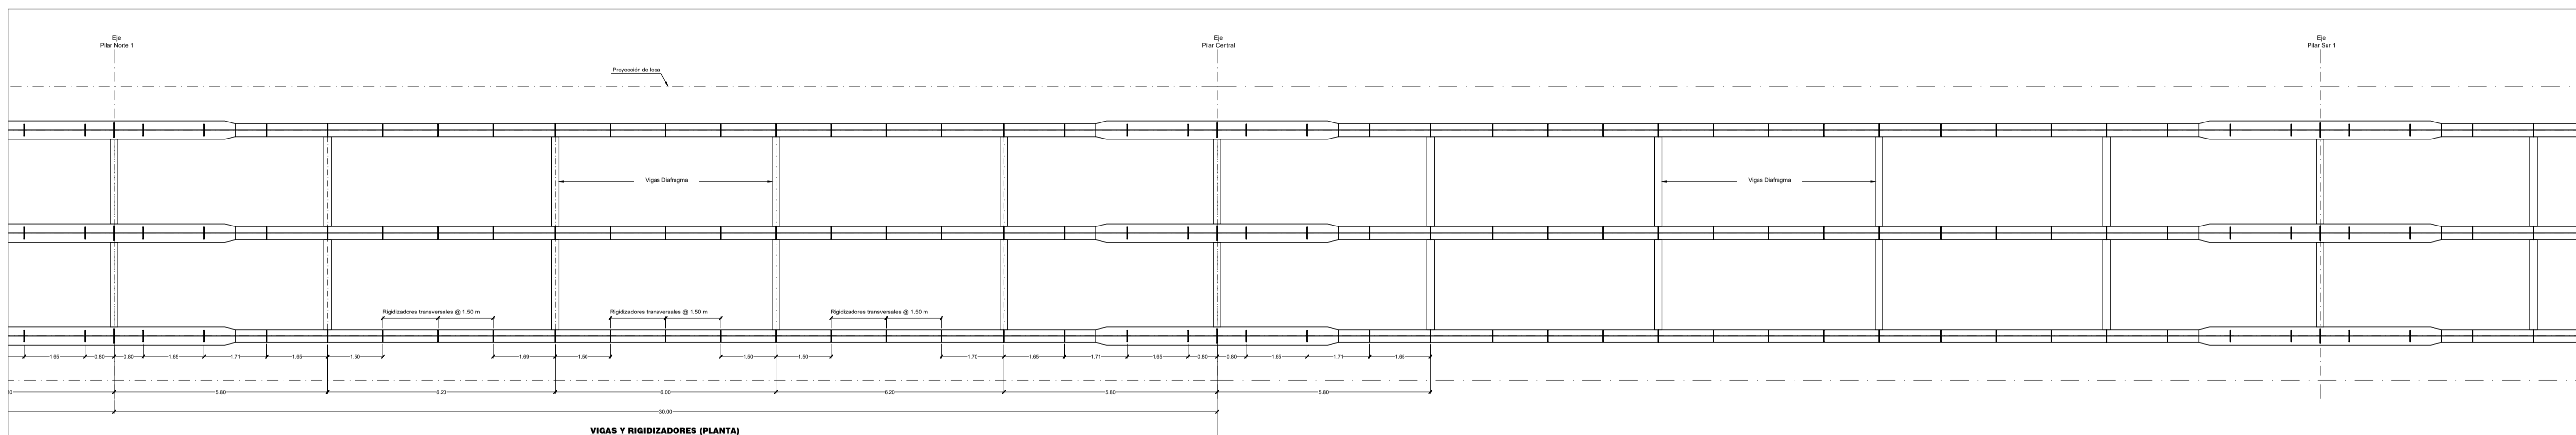 Eje
Pilar Norte 1
Eje
Pilar Central
Eje
Pilar Sur 1
Proyección de losa
Vigas Diafragma
Vigas Diafragma
Rigidizadores transversales @ 1.50 m
Rigidizadores transversales @ 1.50 m
Rigidizadores transversales @ 1.50 m
1.65 0.80 0.80 1.65 1.71 1.65 1.50 1.69 1.50 1.50 1.50 1.70 1.65 1.71 1.65 0.80 0.80 1.65 1.71 1.65
5.80 6.20 6.00 6.20 5.80 5.80
30.00
VIGAS Y RIGIDIZADORES (PLANTA)